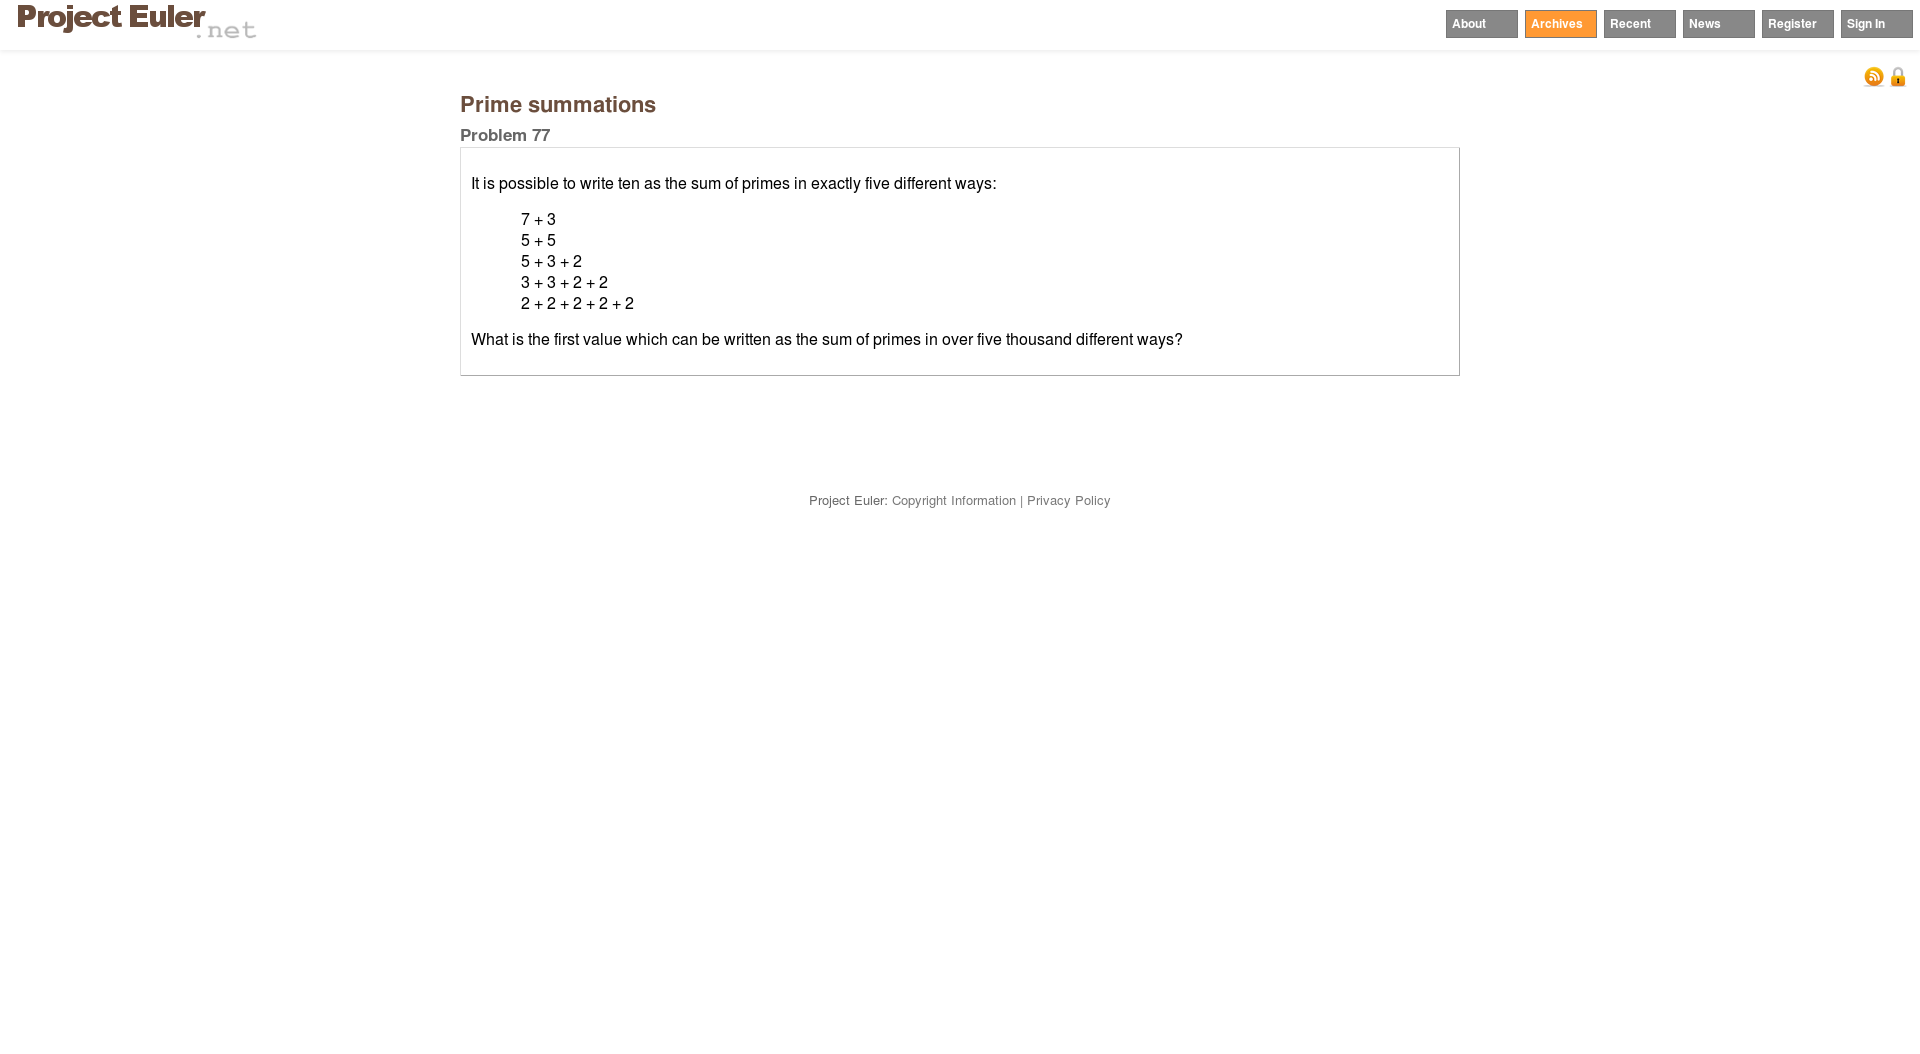 Project Euler.net
About Archives Recent News Register Sign In
Prime summations
Problem 77
It is possible to write ten as the sum of primes in exactly five different ways:
7 + 3
5 + 5
5 + 3 + 2
3 + 3 + 2 + 2
2 + 2 + 2 + 2 + 2
What is the first value which can be written as the sum of primes in over five thousand different ways?
Project Euler: Copyright Information | Privacy Policy